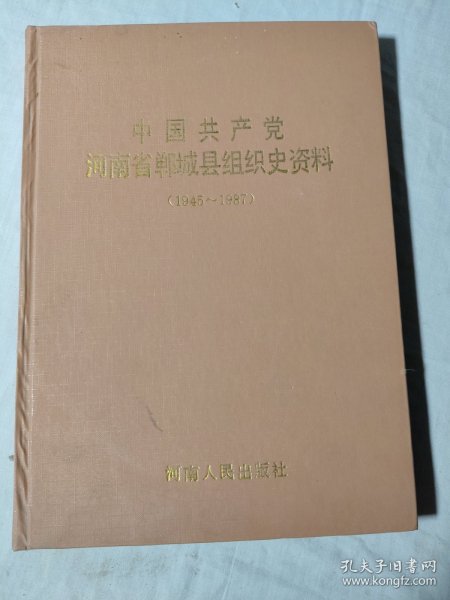 中国共产党
河南省郸城县组织史资料
（1945～1987）
河南人民出版社
孔夫子旧书网
www.kongfz.com